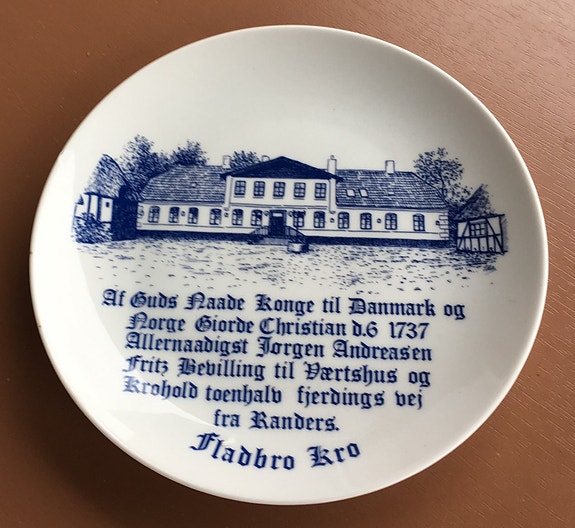 Af Guds Naade Konge til Danmark og
Norge Giorde Christian d.6 1737
Allernaadigst Jørgen Andreasen
Fritz Bevilling til Værtshus og
Krohold toenhalv fjerdings vej
fra Randers.
Fladbro Kro